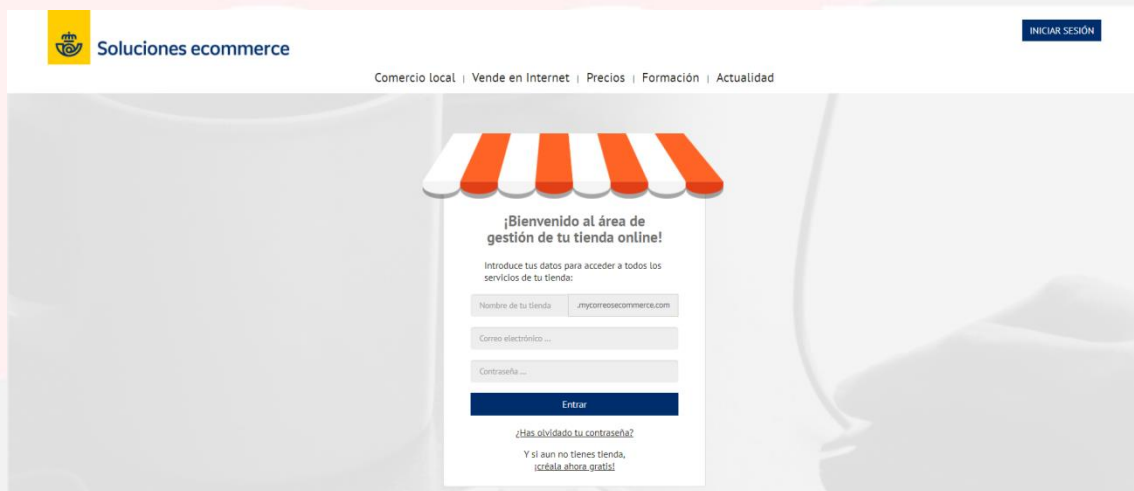 Soluciones ecommerce
INICIAR SESIÓN
Comercio local | Vende en Internet | Precios | Formación | Actualidad
¡Bienvenido al área de
gestión de tu tienda online!
Introduce tus datos para acceder a todos los
servicios de tu tienda:
Nombre de tu tienda .mycorreosecommerce.com
Correo electrónico ...
Contraseña ...
Entrar
¿Has olvidado tu contraseña?
Y si aun no tienes tienda,
¡créala ahora gratis!